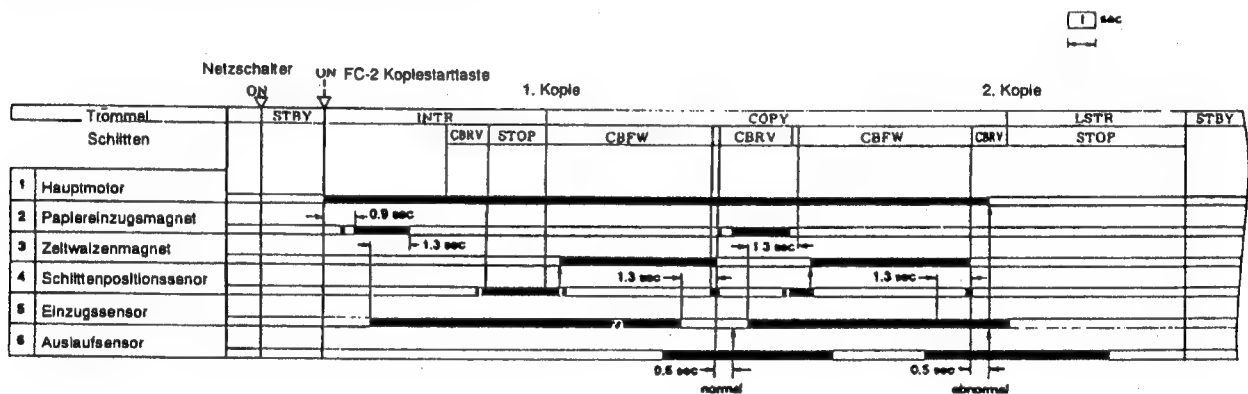 1 sec
Netzschalter
ON
ON FC-2 Kopiestarttaste
1. Kopie
2. Kopie
Trommel STBY INTR COPY LSTR STBY
Schlitten CBRV STOP CBFW CBRV CBFW CBRV STOP
1 Hauptmotor
2 Papiereinzugsmagnet 0.9 sec
3 Zeitwalzenmagnet 1.3 sec 1.3 sec
4 Schlittenpositionssenor 1.3 sec 1.3 sec
5 Einzugssensor
6 Auslaufsensor
0.5 sec 0.5 sec
normal abnormal